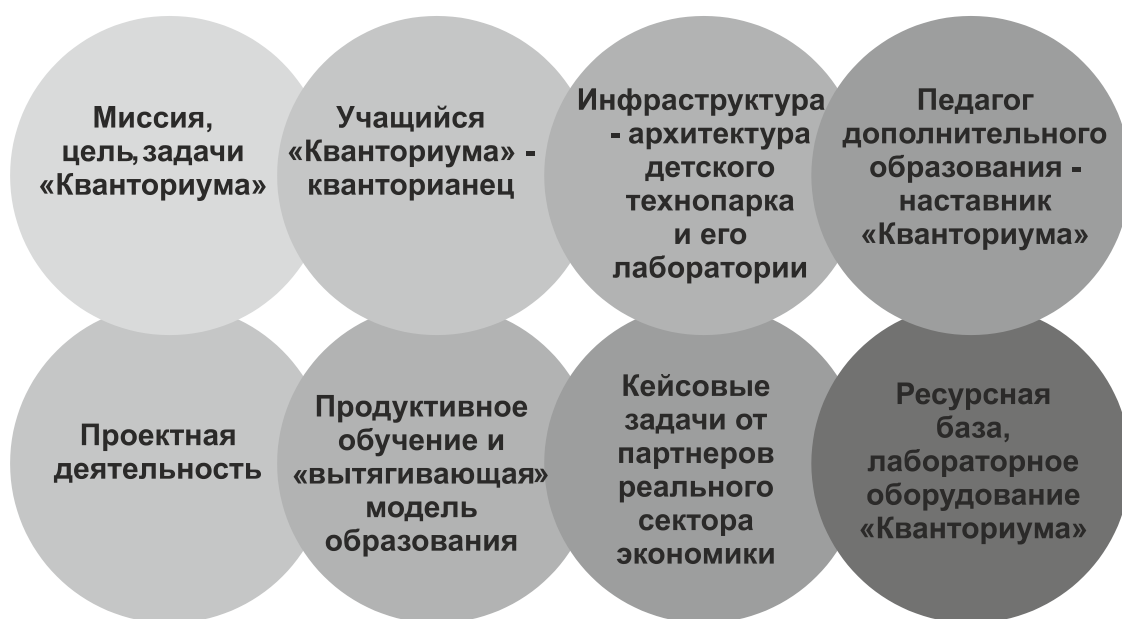 Миссия,
цель, задачи
«Кванториума»
Учащийся
«Кванториума» -
кванторианец
Инфраструктура
- архитектура
детского
технопарка
и его
лаборатории
Педагог
дополнительного
образования -
наставник
«Кванториума»
Проектная
деятельность
Продуктивное
обучение и
«вытягивающая»
модель
образования
Кейсовые
задачи от
партнеров
реального
сектора
экономики
Ресурсная
база,
лабораторное
оборудование
«Кванториума»